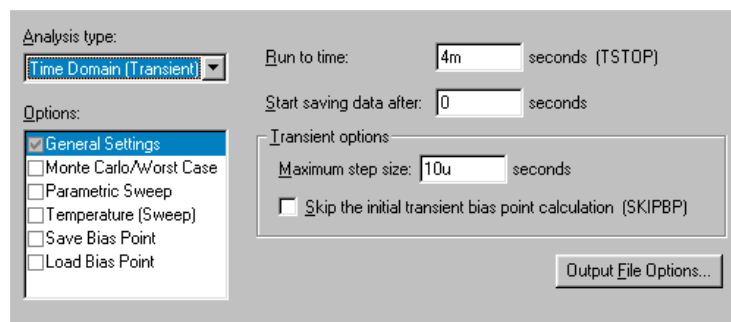 Analysis type:
Time Domain (Transient)
Options:
General Settings
Monte Carlo/Worst Case
Parametric Sweep
Temperature (Sweep)
Save Bias Point
Load Bias Point
Run to time: 4m seconds (TSTOP)
Start saving data after: 0 seconds
Transient options
Maximum step size: 10u seconds
Skip the initial transient bias point calculation (SKIPBP)
Output File Options...